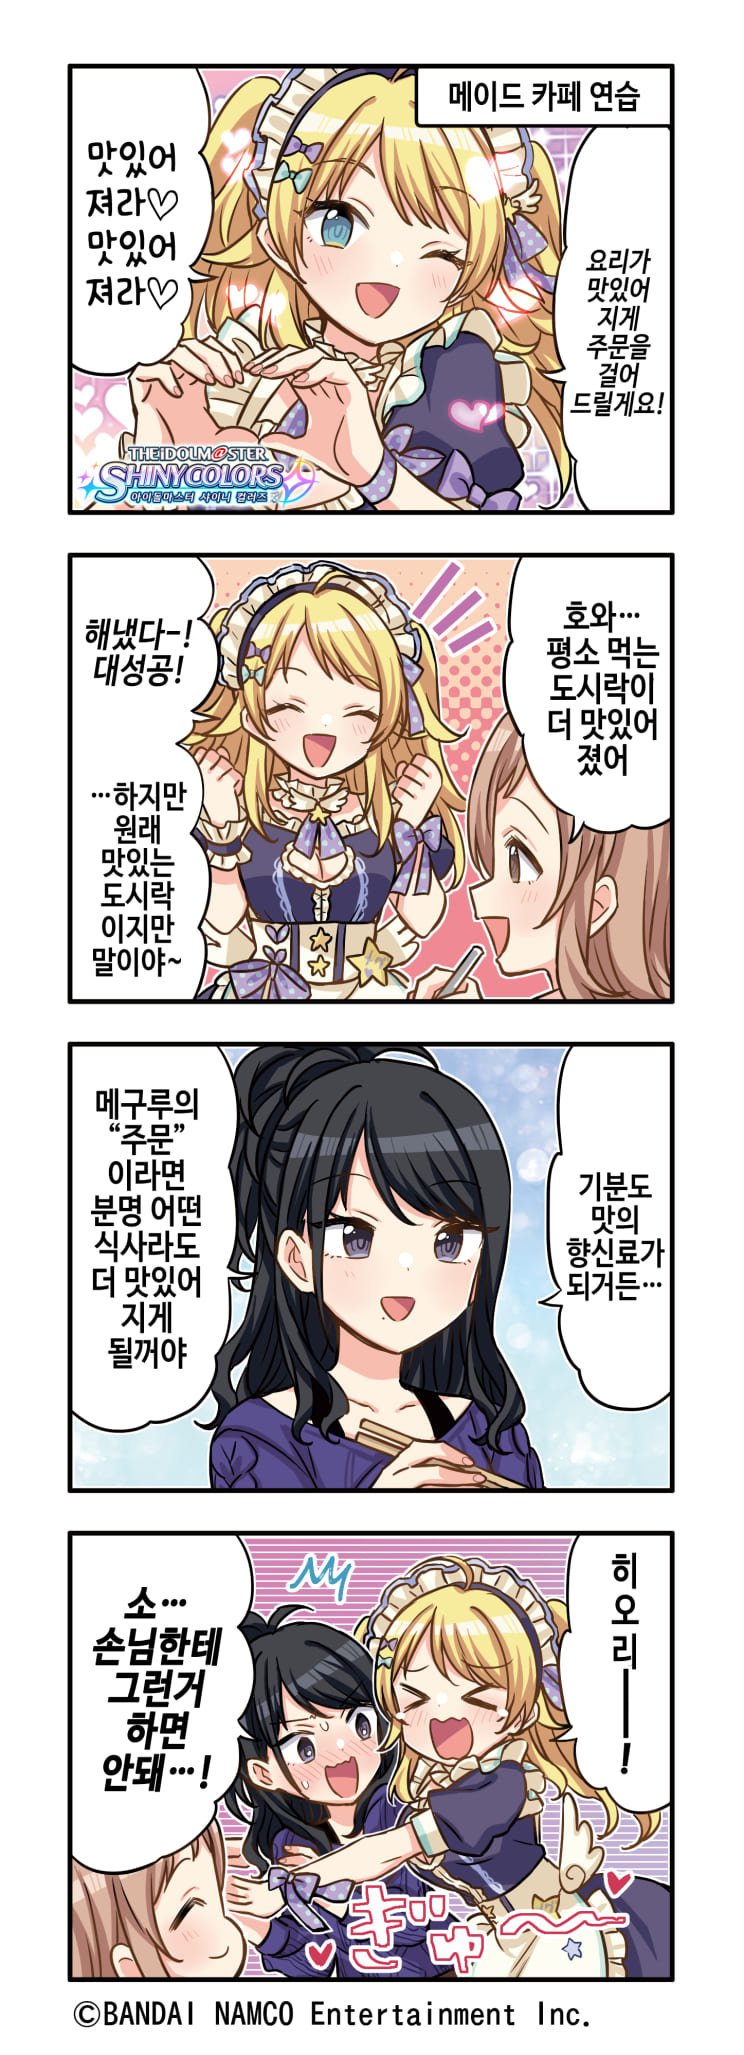 메이드 카페 연습
요리가
맛있어
지게
주문을
걸어
드릴게요!
맛있어
져라♡
맛있어
져라♡
THE iDOLM@STER
SHINY COLORS
아이돌마스터 샤이니 컬러즈
호와…
평소 먹는
도시락이
더 맛있어
졌어
해냈다-!
대성공!
…하지만
원래
맛있는
도시락
이지만
말이야~
기분도
맛의
향신료가
되거든…
메구루의
“주문”
이라면
분명 어떤
식사라도
더 맛있어
지게
될꺼야
히오리──!
소…
손님한테
그런거
하면
안돼…!
ぎゅ〜
©BANDAI NAMCO Entertainment Inc.